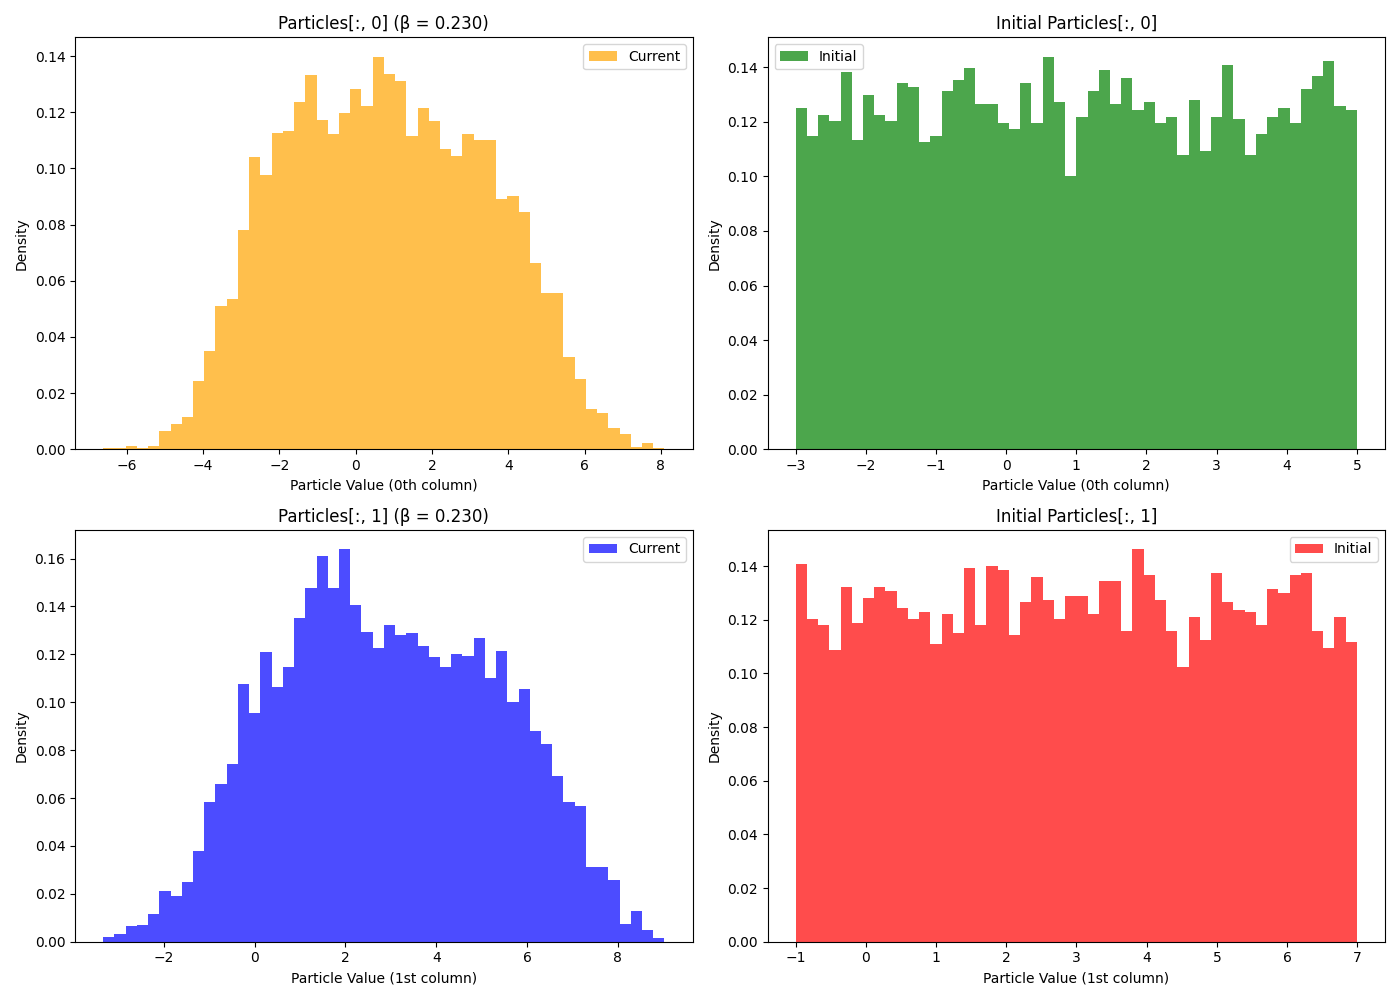 Particles[:, 0] (β = 0.230)
Current
0.14
0.12
0.10
0.08
0.06
0.04
0.02
0.00
Density
−6 −4 −2 0 2 4 6 8
Particle Value (0th column)
Initial Particles[:, 0]
Initial
0.14
0.12
0.10
0.08
0.06
0.04
0.02
0.00
Density
−3 −2 −1 0 1 2 3 4 5
Particle Value (0th column)
Particles[:, 1] (β = 0.230)
Current
0.16
0.14
0.12
0.10
0.08
0.06
0.04
0.02
0.00
Density
−2 0 2 4 6 8
Particle Value (1st column)
Initial Particles[:, 1]
Initial
0.14
0.12
0.10
0.08
0.06
0.04
0.02
0.00
Density
−1 0 1 2 3 4 5 6 7
Particle Value (1st column)